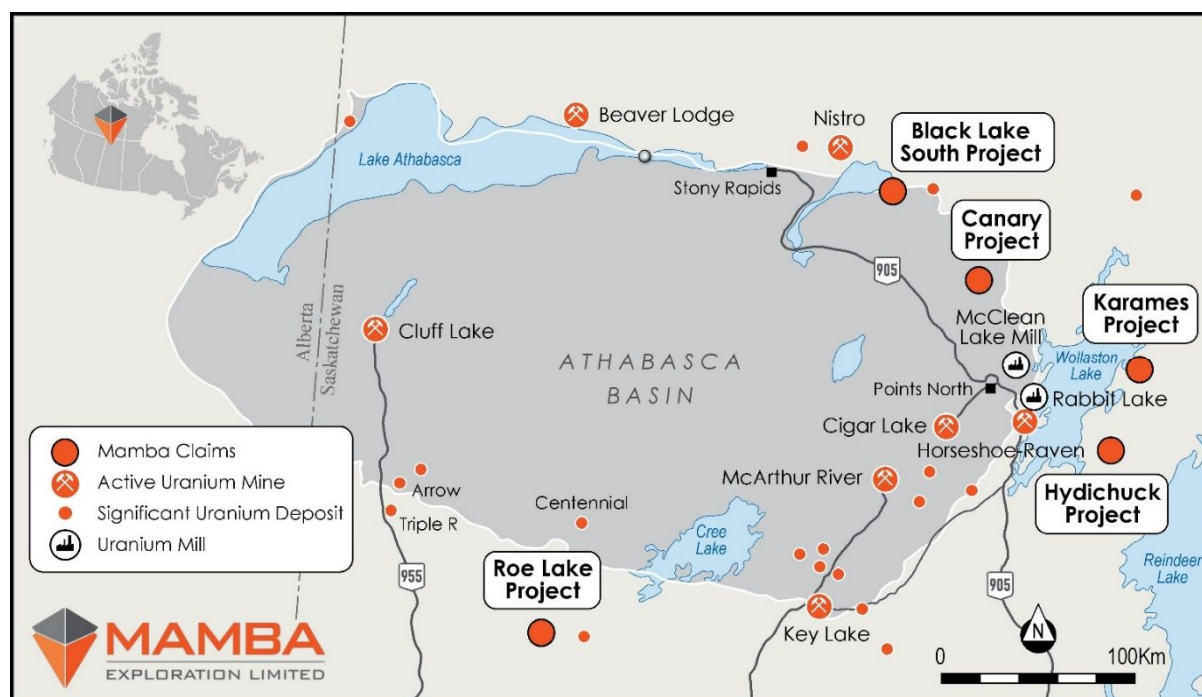 Beaver Lodge
Nistro
Black Lake
South Project
Lake Athabasca
Stony Rapids
Canary
Project
905
Karames
Project
McClean
Lake Mill
Wollaston
Lake
Alberta
Saskatchewan
Cluff Lake
ATHABASCA
BASIN
Points North
Rabbit Lake
Cigar Lake
Horseshoe-Raven
Mamba Claims
Active Uranium Mine
Significant Uranium Deposit
Uranium Mill
Arrow
Triple R
Centennial
McArthur River
Hydichuck
Project
Cree
Lake
Reindeer
Lake
Roe Lake
Project
955
905
Key Lake
N
0 100Km
MAMBA
EXPLORATION LIMITED